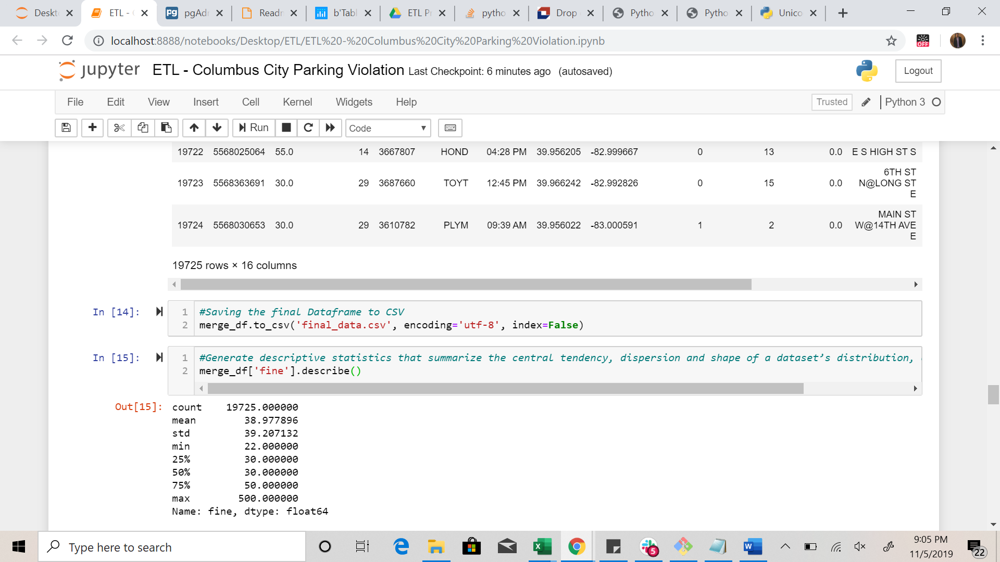 Deskt
ETL - 
pgAdr
Readr
b'Tabl
ETL Pr
pytho
Drop
Pytho
Pytho
Unico
localhost:8888/notebooks/Desktop/ETL/ETL%20-%20Columbus%20City%20Parking%20Violation.ipynb
OFF
jupyter ETL - Columbus City Parking Violation Last Checkpoint: 6 minutes ago (autosaved)
Logout
File Edit View Insert Cell Kernel Widgets Help
Trusted Python 3
Run Code
19722 5568025064 55.0 14 3667807 HOND 04:28 PM 39.956205 -82.999667 0 13 0.0 E S HIGH ST S
6TH ST
19723 5568363691 30.0 29 3687660 TOYT 12:45 PM 39.966242 -82.992826 0 15 0.0 N@LONG ST
E
MAIN ST
19724 5568030653 30.0 29 3610782 PLYM 09:39 AM 39.956022 -83.000591 1 2 0.0 W@14TH AVE
E
19725 rows × 16 columns
In [14]:
1 #Saving the final Dataframe to CSV
2 merge_df.to_csv('final_data.csv', encoding='utf-8', index=False)
In [15]:
1 #Generate descriptive statistics that summarize the central tendency, dispersion and shape of a dataset’s distribution,
2 merge_df['fine'].describe()
Out[15]:
count 19725.000000
mean 38.977896
std 39.207132
min 22.000000
25% 30.000000
50% 30.000000
75% 50.000000
max 500.000000
Name: fine, dtype: float64
Type here to search
5
9:05 PM
11/5/2019
22